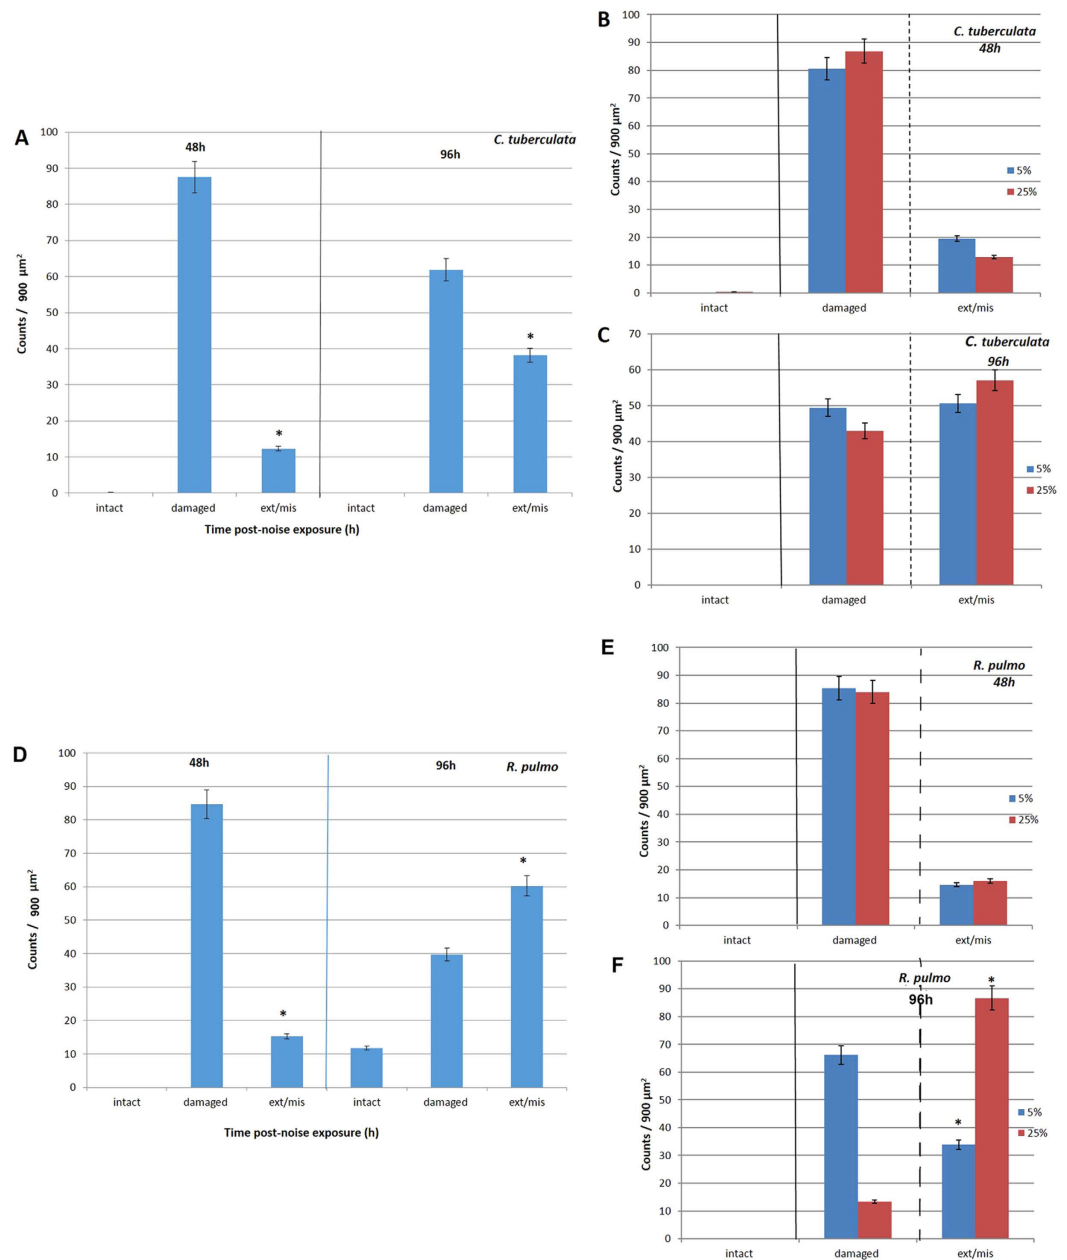 A
C. tuberculata
48h
96h
100
90
80
70
60
50
40
30
20
10
0
Counts / 900 µm²
*
*
intact
damaged
ext/mis
intact
damaged
ext/mis
Time post-noise exposure (h)
B
C. tuberculata
48h
100
90
80
70
60
50
40
30
20
10
0
Counts / 900 µm²
5%
25%
intact
damaged
ext/mis
C
C. tuberculata
96h
70
60
50
40
30
20
10
0
Counts / 900 µm²
5%
25%
intact
damaged
ext/mis
D
48h
96h
R. pulmo
100
90
80
70
60
50
40
30
20
10
0
Counts / 900 µm²
*
*
intact
damaged
ext/mis
intact
damaged
ext/mis
Time post-noise exposure (h)
E
R. pulmo
48h
100
90
80
70
60
50
40
30
20
10
0
Counts / 900 µm²
5%
25%
intact
damaged
ext/mis
F
R. pulmo
96h
100
90
80
70
60
50
40
30
20
10
0
Counts / 900 µm²
*
*
5%
25%
intact
damaged
ext/mis